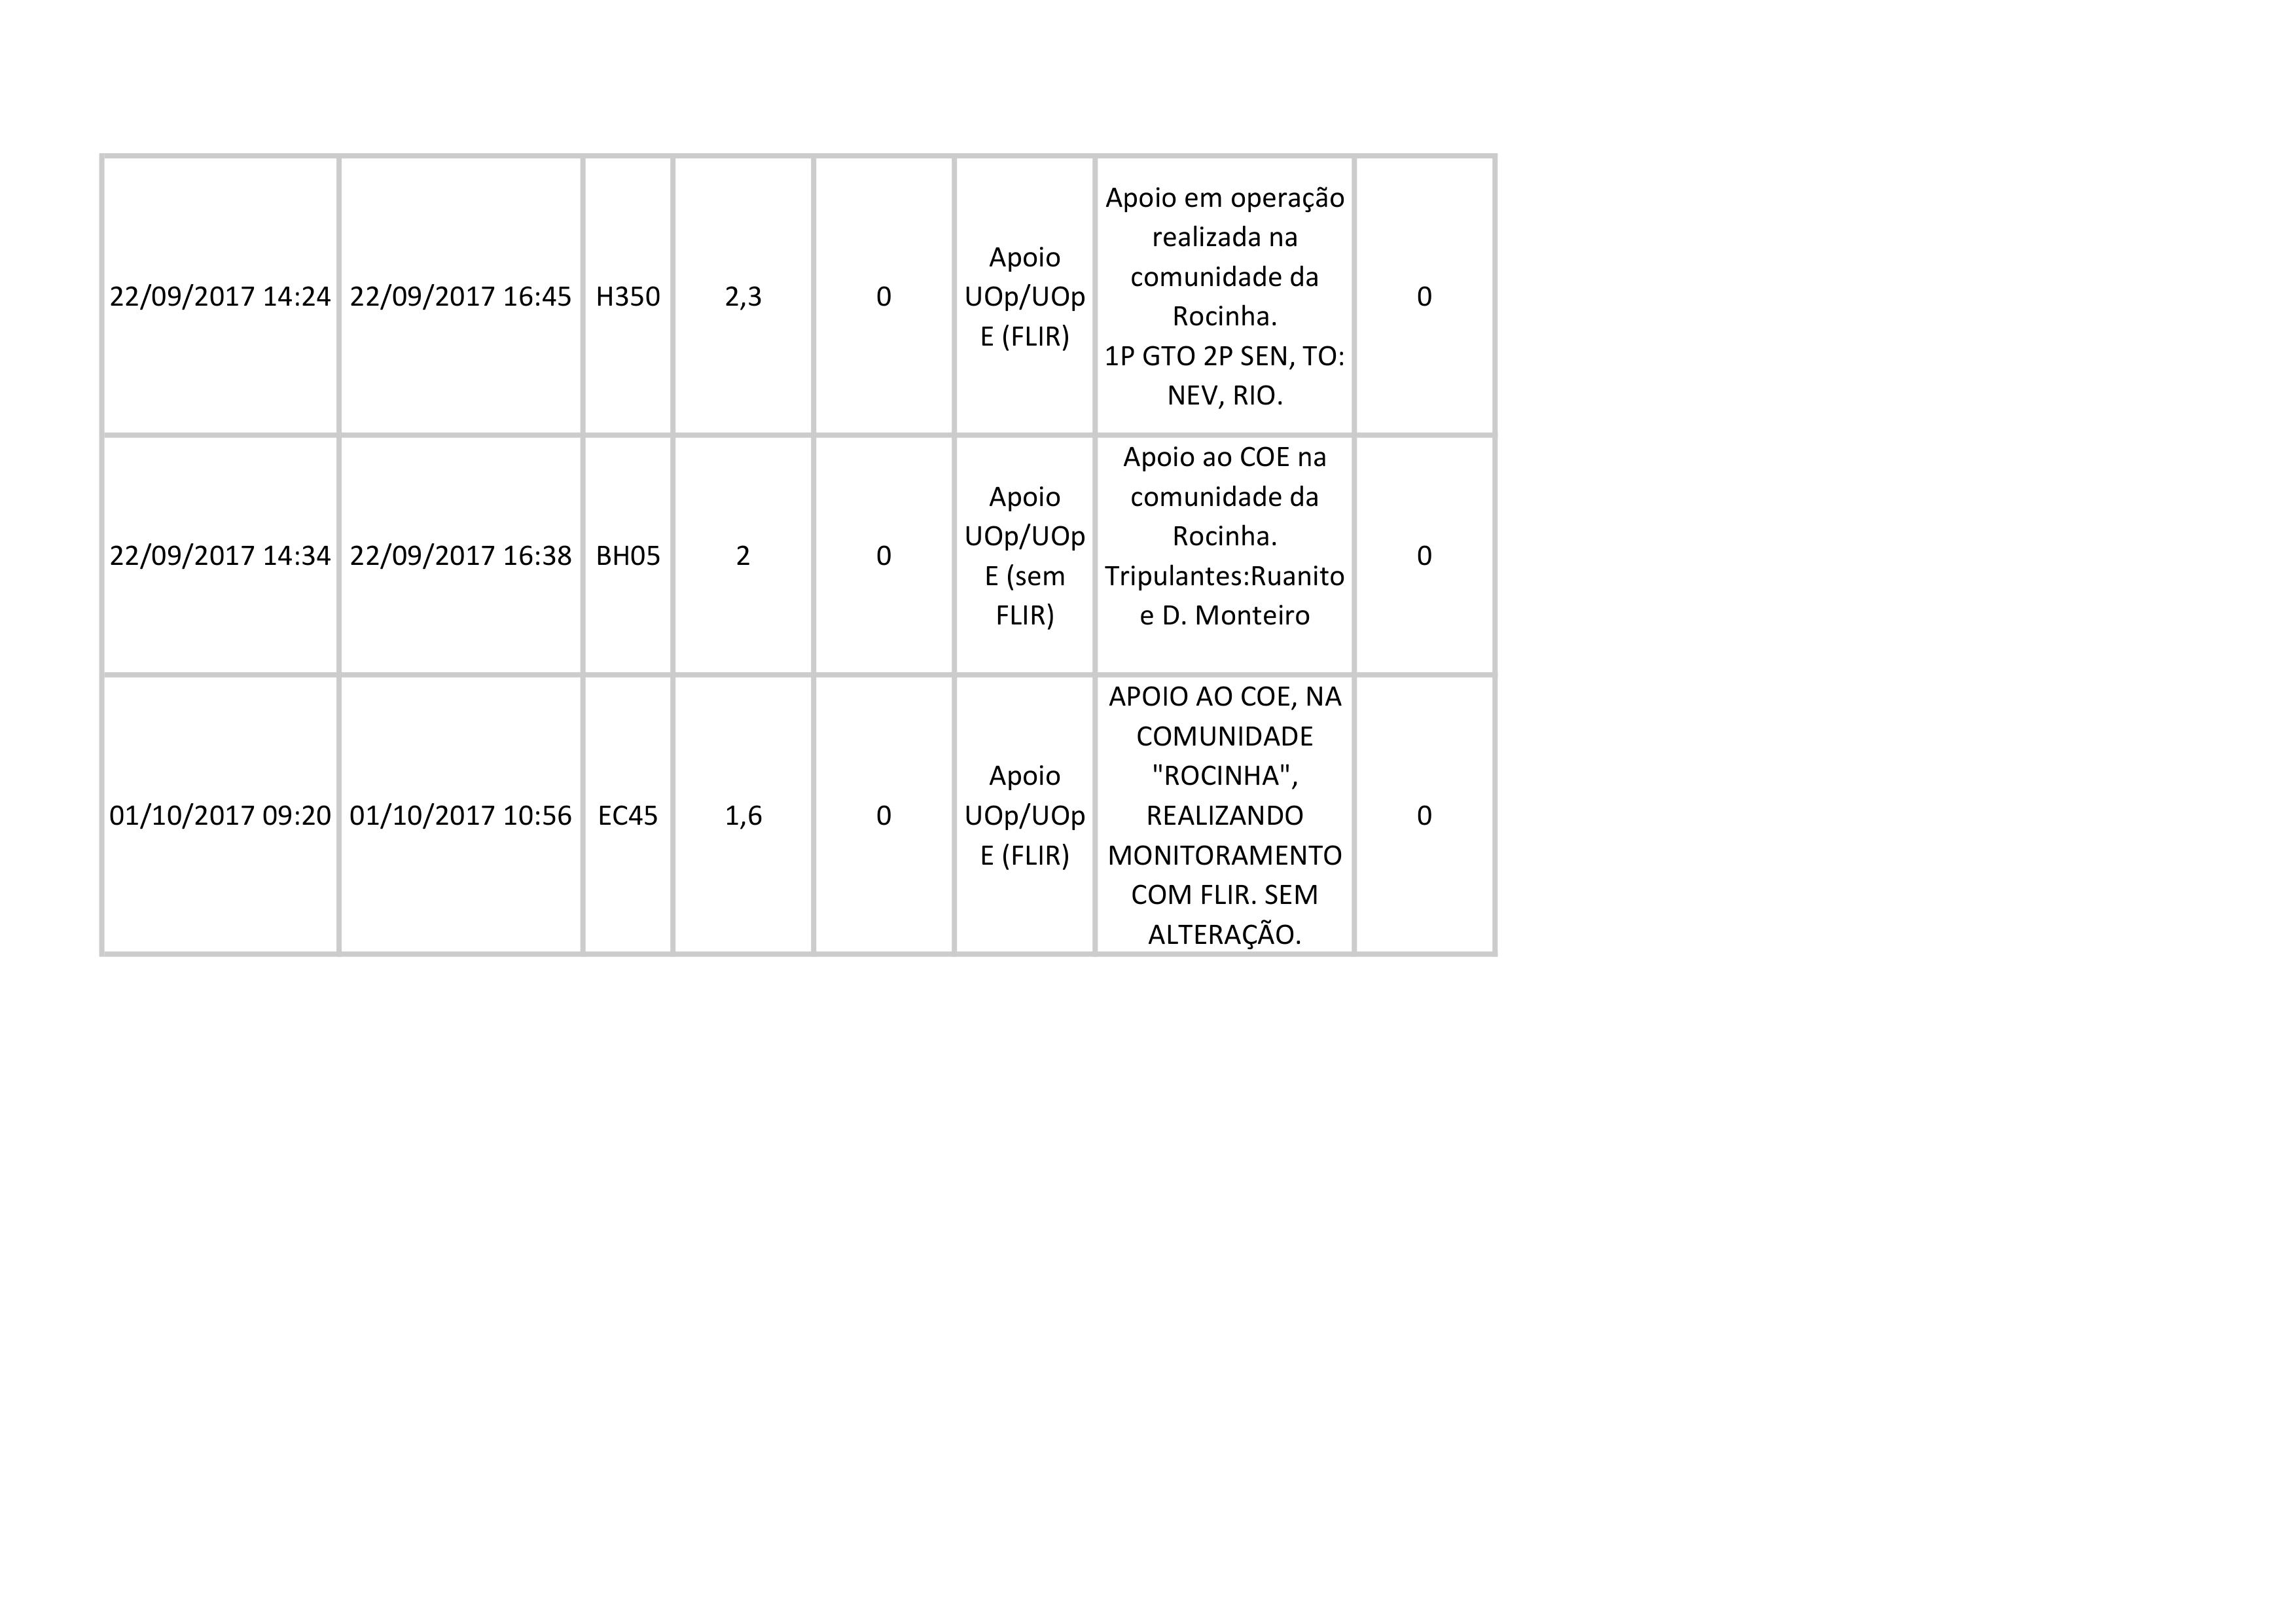 22/09/2017 14:24
22/09/2017 16:45
H350
2,3
0
Apoio
UOp/UOp
E (FLIR)
Apoio em operação
realizada na
comunidade da
Rocinha.
1P GTO 2P SEN, TO:
NEV, RIO.
0
22/09/2017 14:34
22/09/2017 16:38
BH05
2
0
Apoio
UOp/UOp
E (sem
FLIR)
Apoio ao COE na
comunidade da
Rocinha.
Tripulantes:Ruanito
e D. Monteiro
0
01/10/2017 09:20
01/10/2017 10:56
EC45
1,6
0
Apoio
UOp/UOp
E (FLIR)
APOIO AO COE, NA
COMUNIDADE
"ROCINHA",
REALIZANDO
MONITORAMENTO
COM FLIR. SEM
ALTERAÇÃO.
0